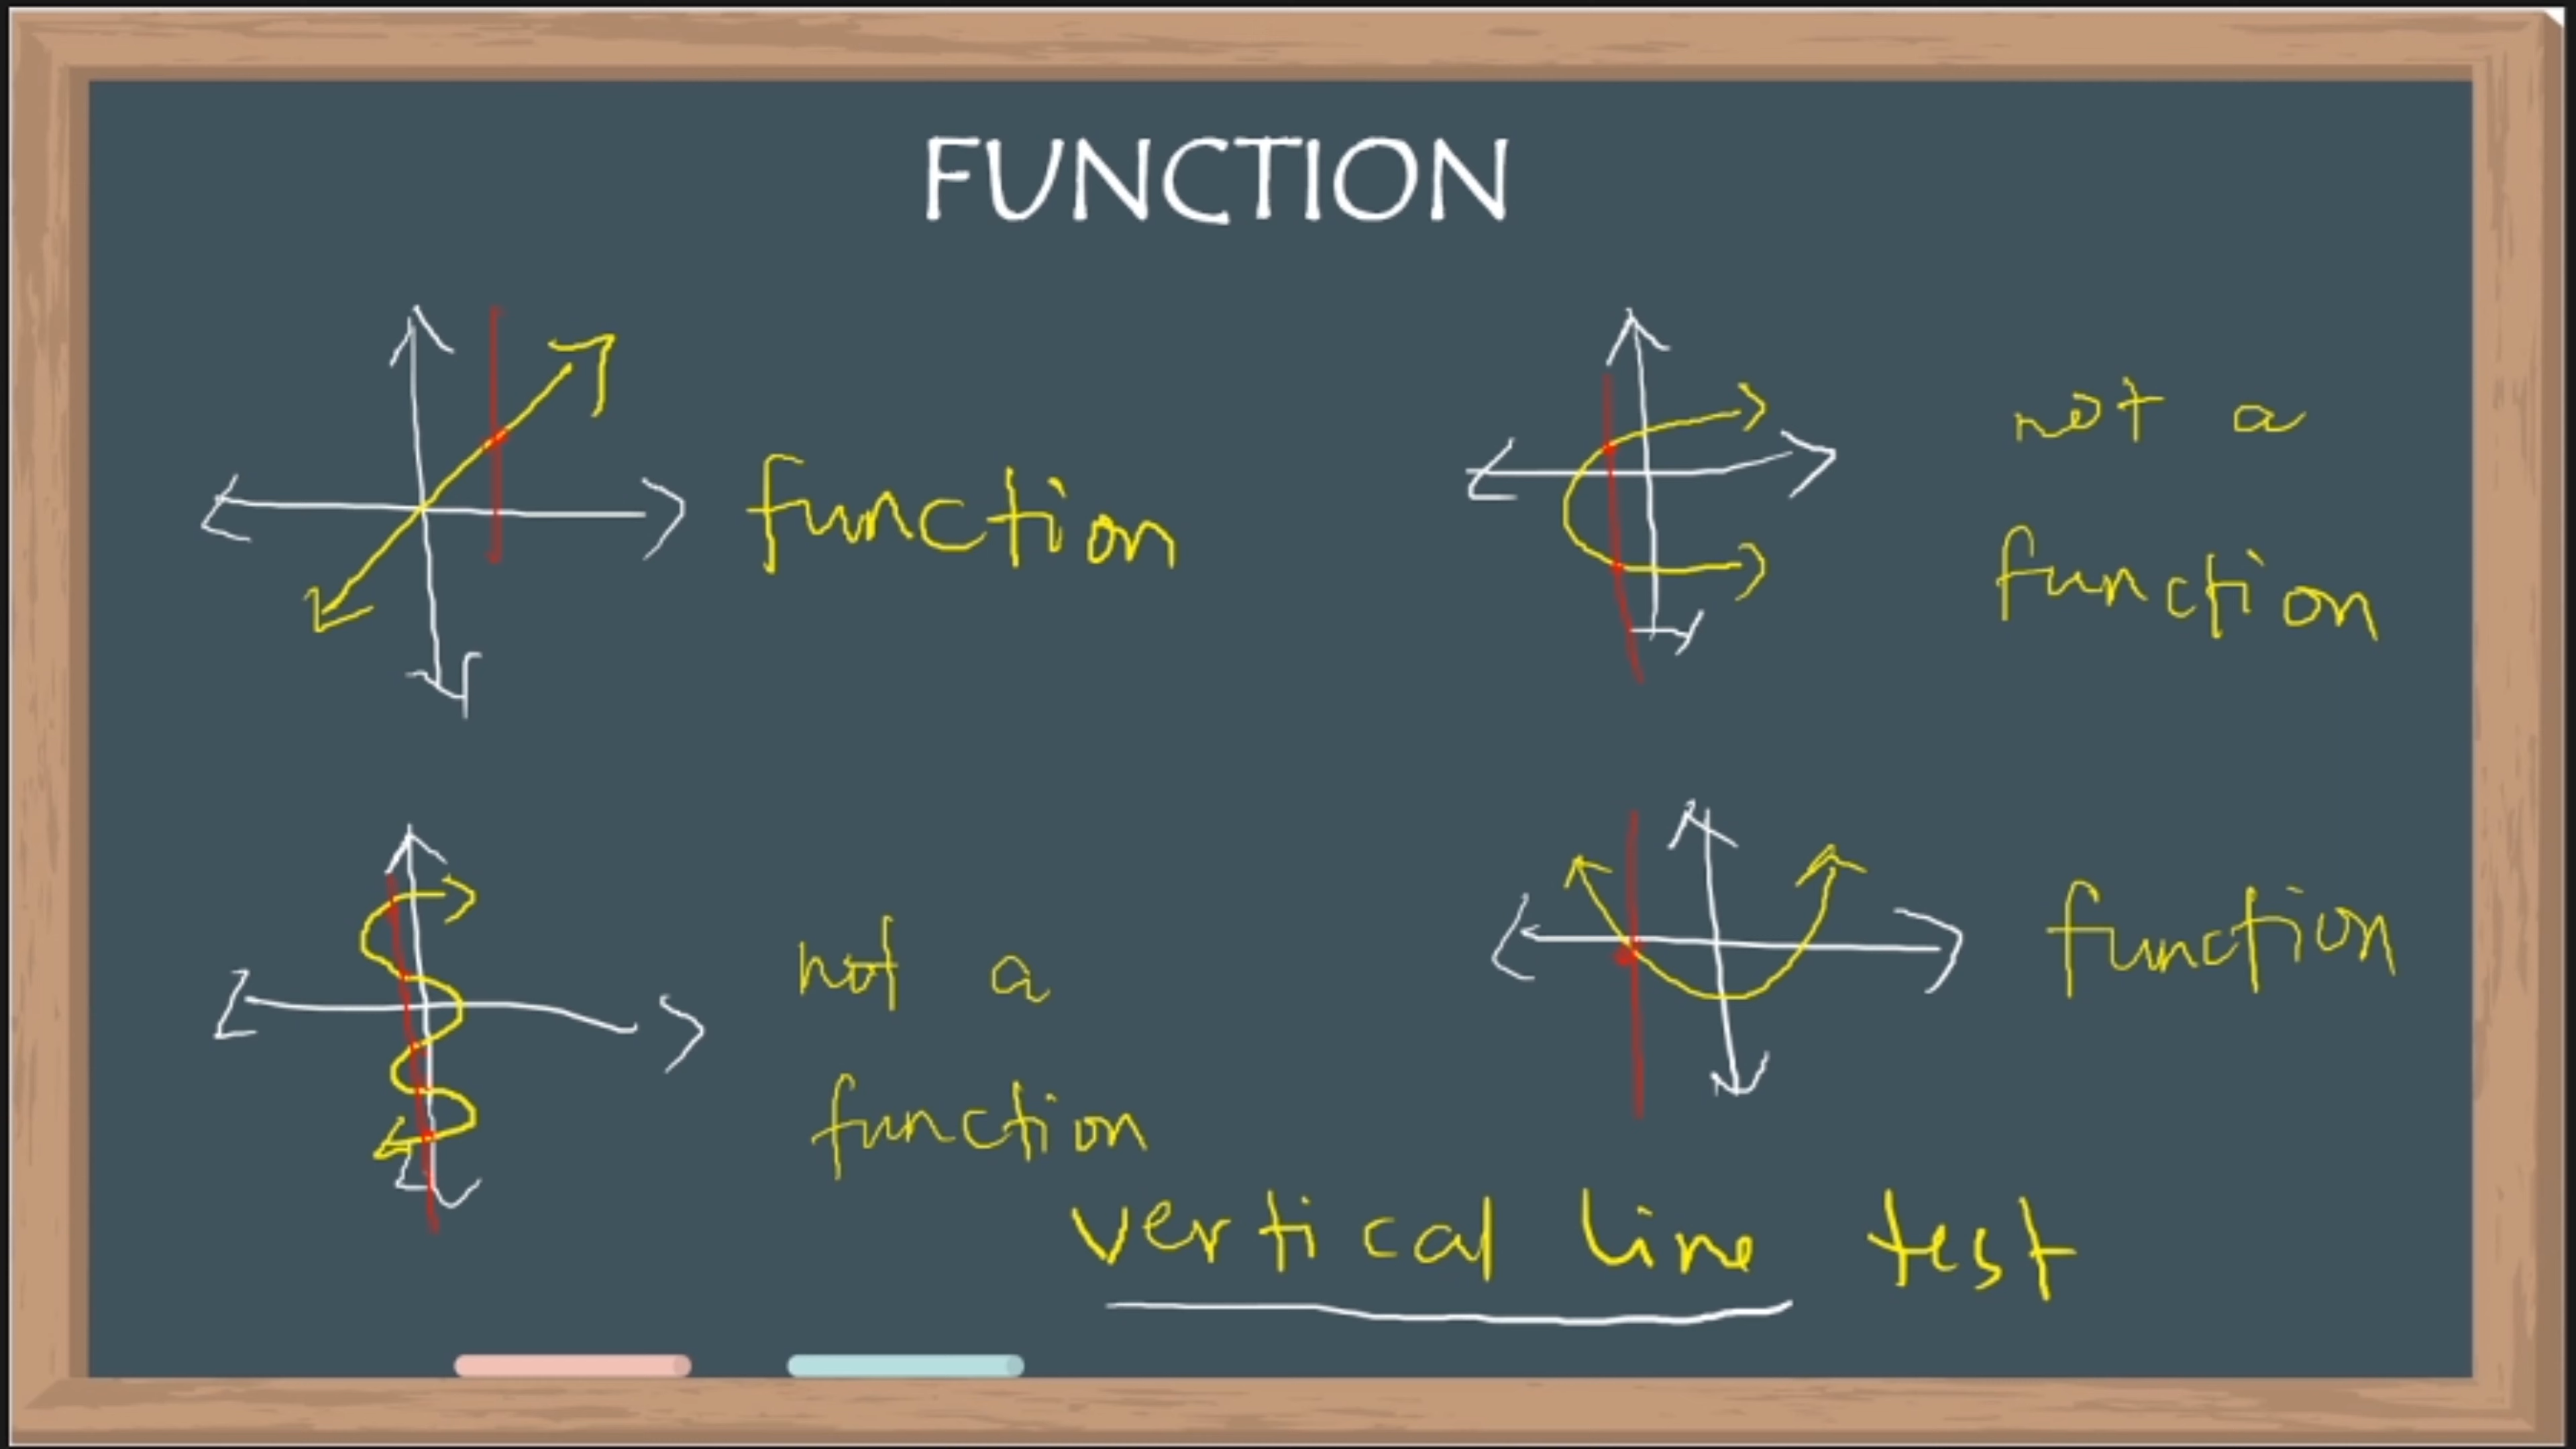 FUNCTION
function
not a
function
not a
function
function
vertical line test